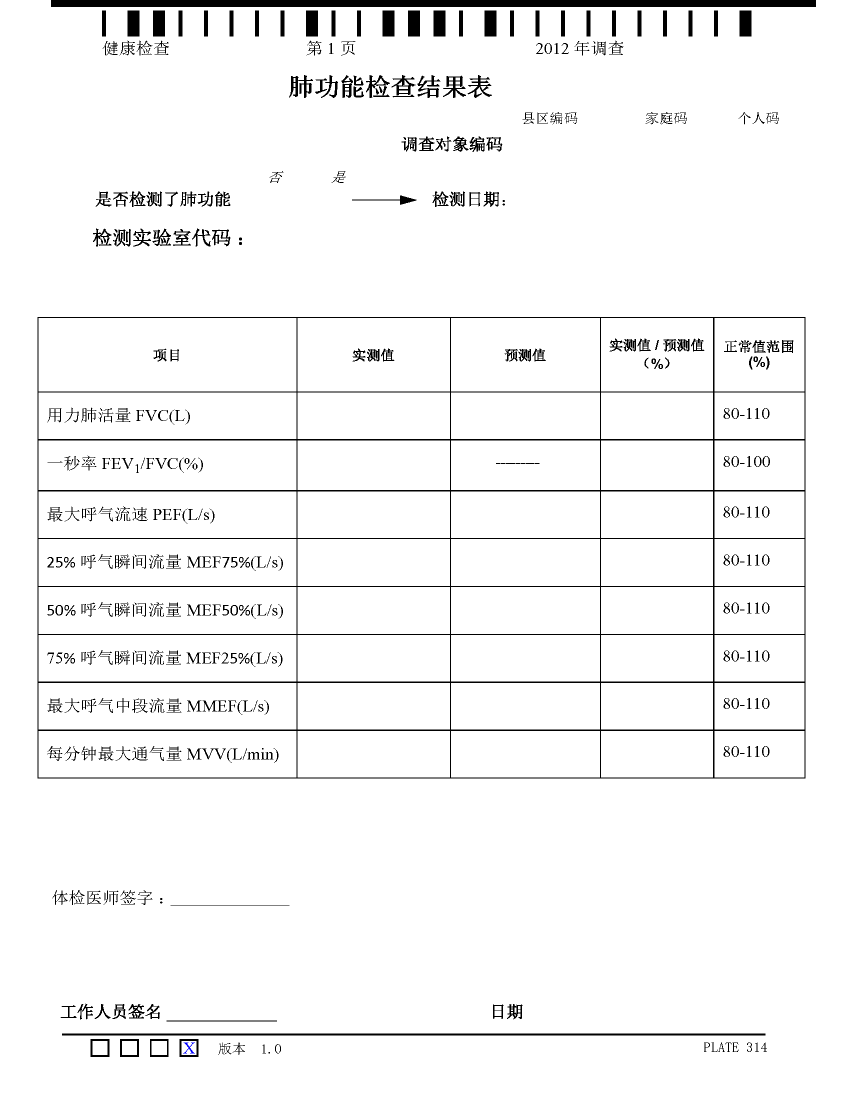 健康检查 第 1 页 2012 年调查
肺功能检查结果表
县区编码 家庭码 个人码
调查对象编码
否 是
是否检测了肺功能 检测日期:
检测实验室代码:
项目 实测值 预测值 实测值 / 预测值 (%) 正常值范围 (%)
用力肺活量 FVC(L) 80-110
一秒率 FEV1/FVC(%) --------- 80-100
最大呼气流速 PEF(L/s) 80-110
25% 呼气瞬间流量 MEF75%(L/s) 80-110
50% 呼气瞬间流量 MEF50%(L/s) 80-110
75% 呼气瞬间流量 MEF25%(L/s) 80-110
最大呼气中段流量 MMEF(L/s) 80-110
每分钟最大通气量 MVV(L/min) 80-110
体检医师签字:______________
工作人员签名 _____________ 日期
X 版本 1.0 PLATE 314